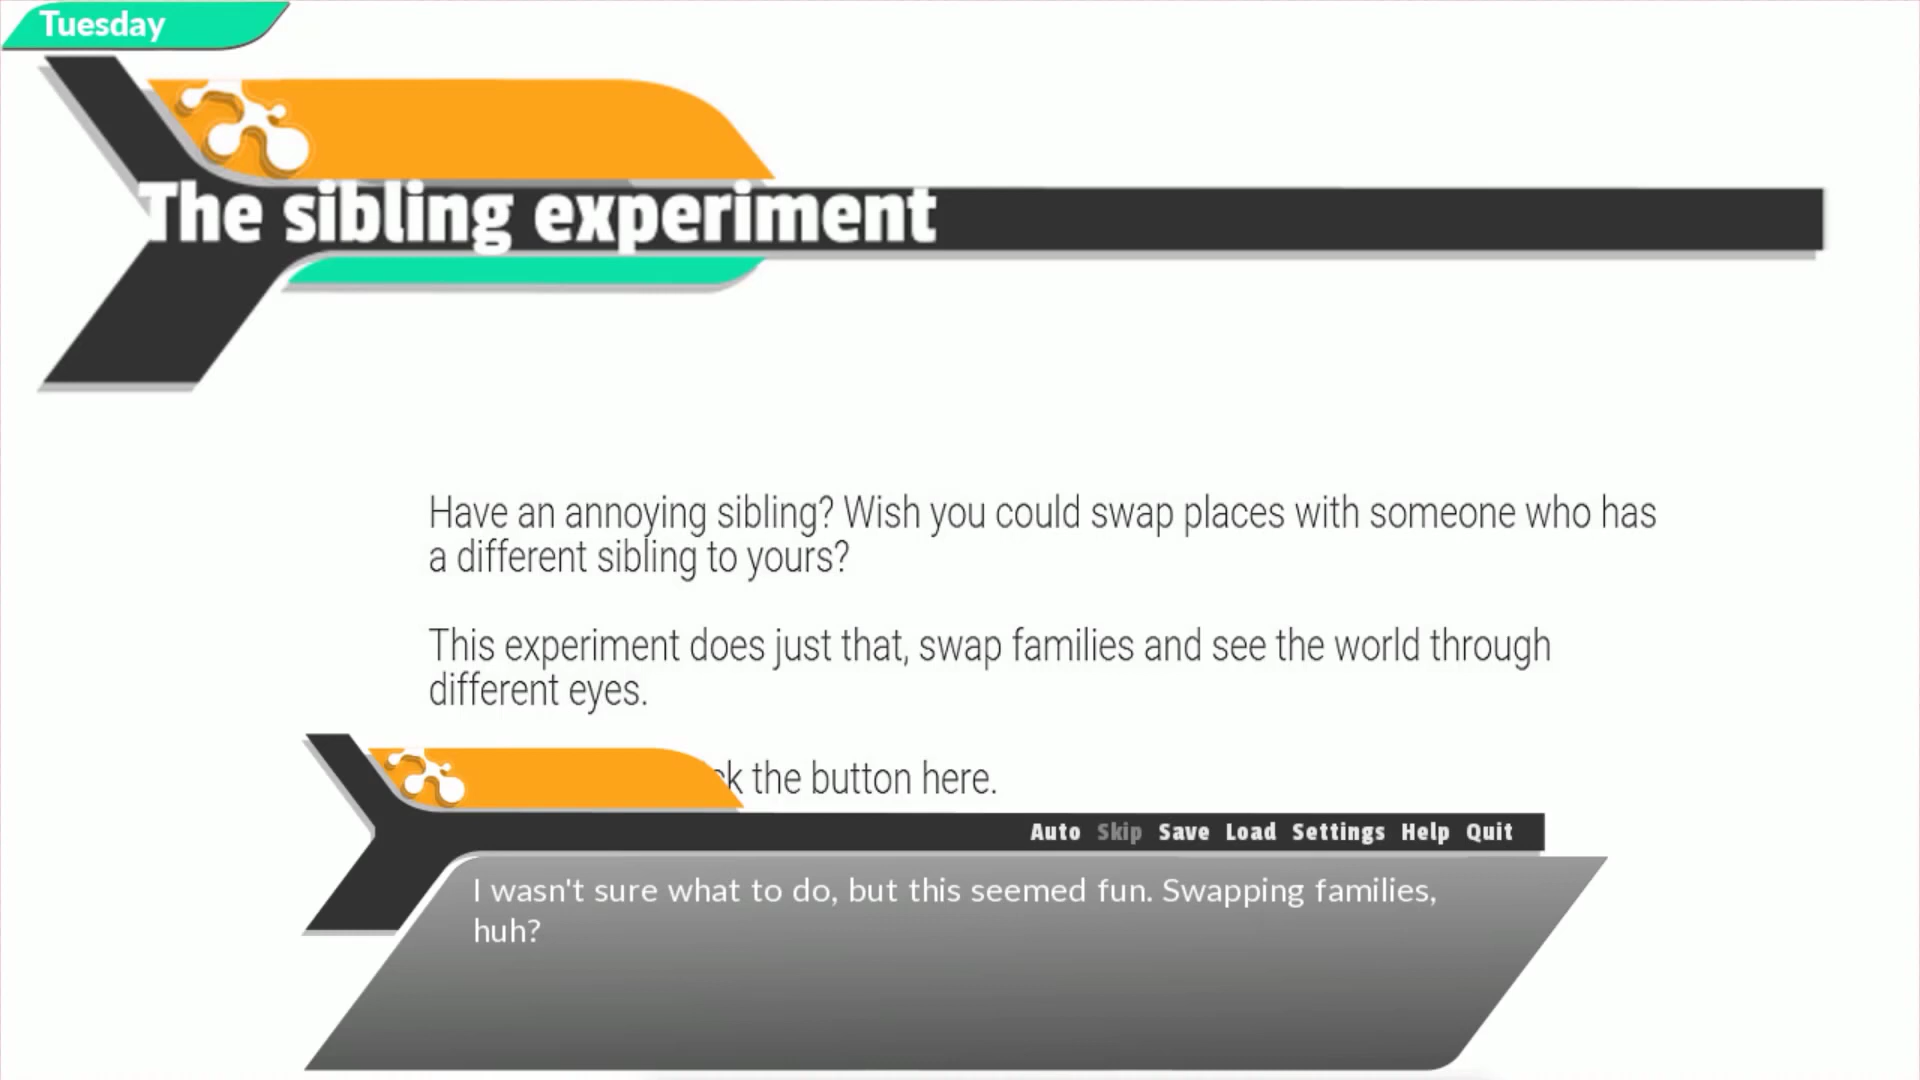 Tuesday
The sibling experiment
Have an annoying sibling? Wish you could swap places with someone who has
a different sibling to yours?
This experiment does just that, swap families and see the world through
different eyes.
the button here.
Auto Skip Save Load Settings Help Quit
I wasn't sure what to do, but this seemed fun. Swapping families,
huh?